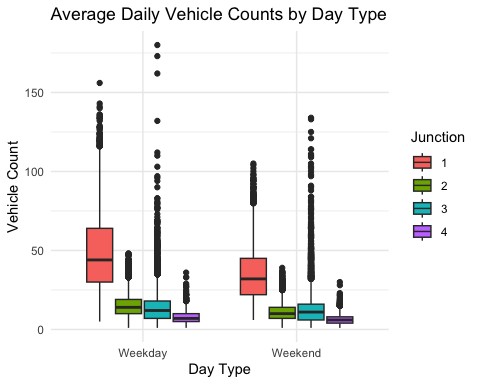 Average Daily Vehicle Counts by Day Type
150
100
50
0
Vehicle Count
Weekday
Weekend
Day Type
Junction
1
2
3
4